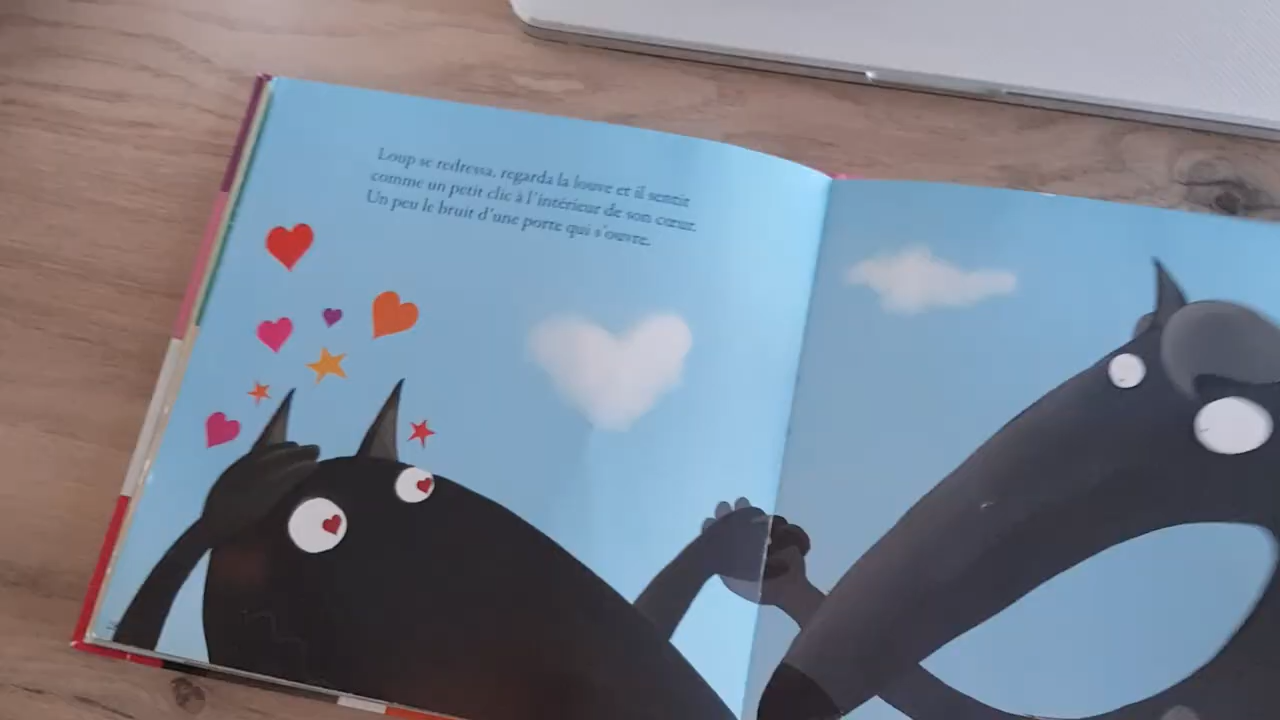 Loup se redressa, regarda la louve et il sentit
comme un petit clic à l'intérieur de son cœur.
Un peu le bruit d'une porte qui s'ouvre.